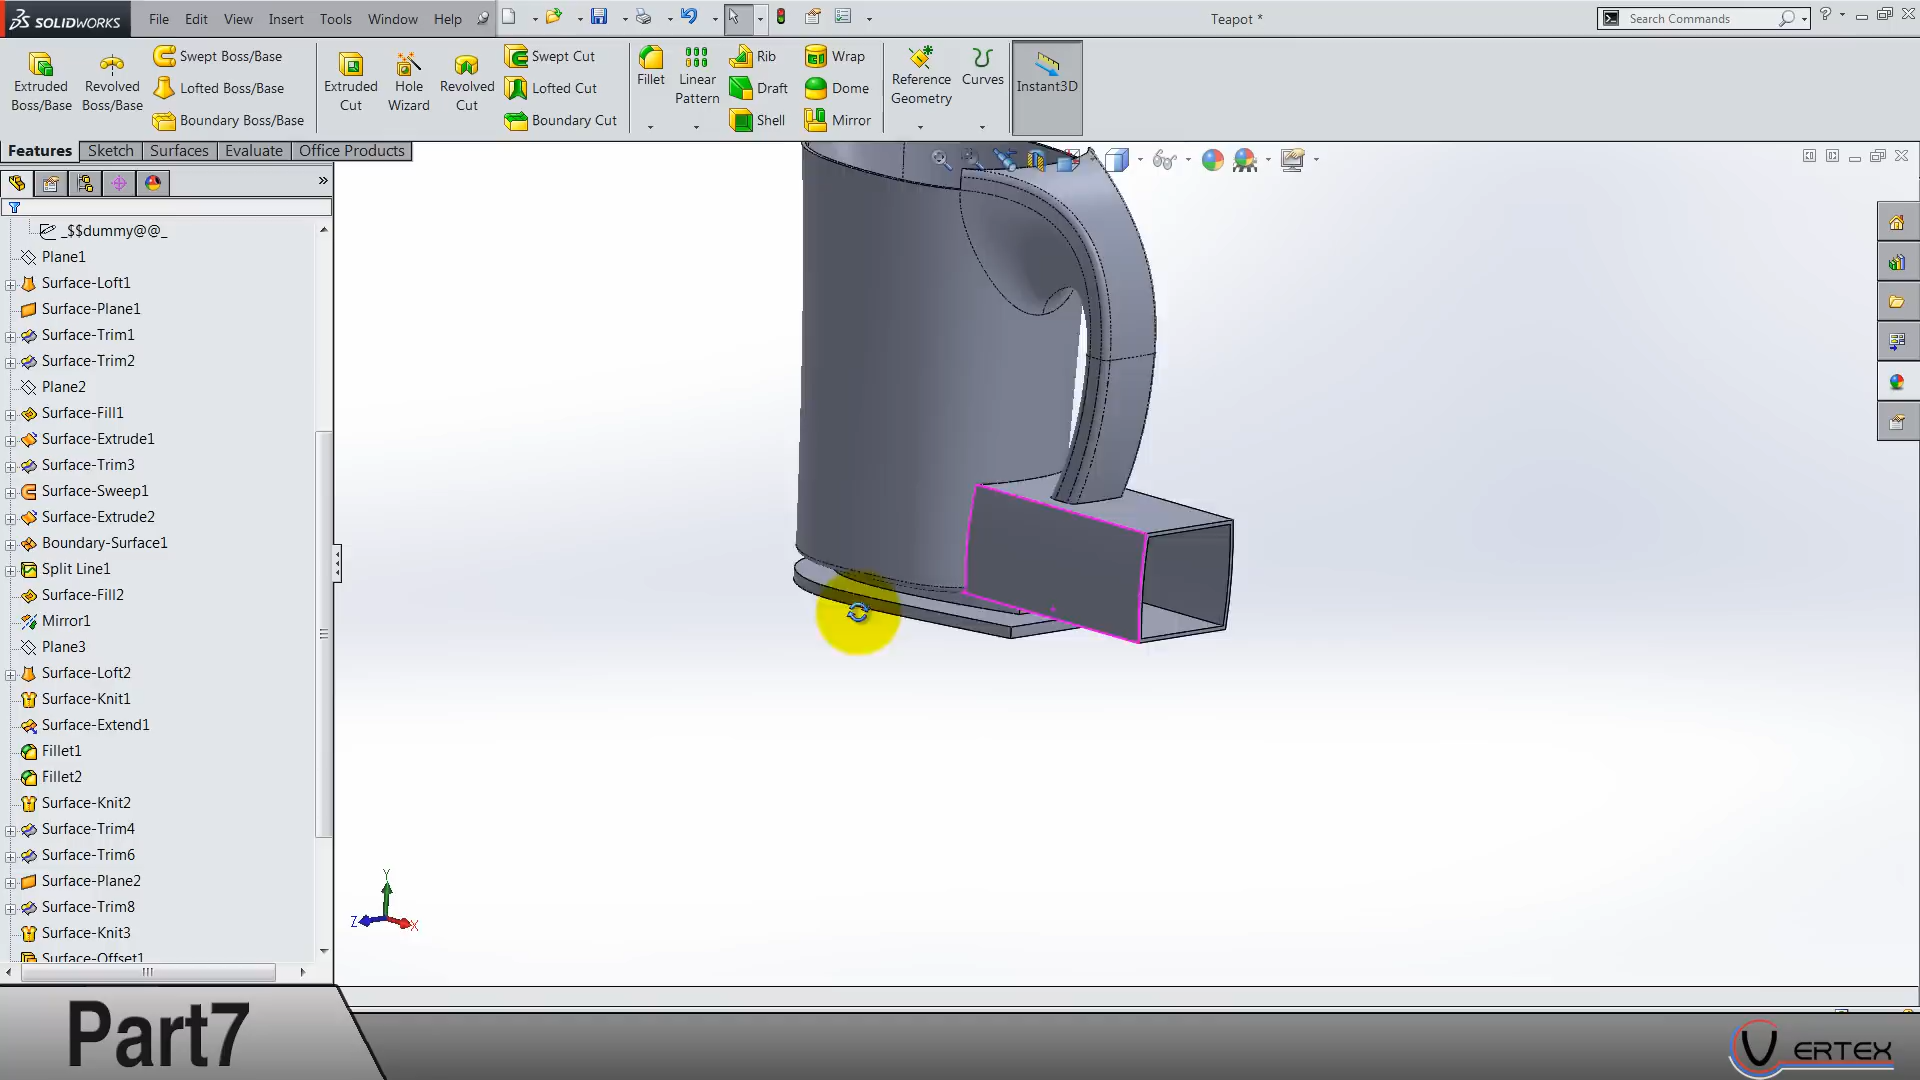 SOLIDWORKS File Edit View Insert Tools Window Help Teapot * Search Commands
Extruded Boss/Base
Revolved Boss/Base
Swept Boss/Base
Lofted Boss/Base
Boundary Boss/Base
Extruded Cut
Hole Wizard
Revolved Cut
Swept Cut
Lofted Cut
Boundary Cut
Fillet
Linear Pattern
Rib
Draft
Shell
Wrap
Dome
Mirror
Reference Geometry
Curves
Instant3D
Features Sketch Surfaces Evaluate Office Products
_$$dummy@@_
Plane1
Surface-Loft1
Surface-Plane1
Surface-Trim1
Surface-Trim2
Plane2
Surface-Fill1
Surface-Extrude1
Surface-Trim3
Surface-Sweep1
Surface-Extrude2
Boundary-Surface1
Split Line1
Surface-Fill2
Mirror1
Plane3
Surface-Loft2
Surface-Knit1
Surface-Extend1
Fillet1
Fillet2
Surface-Knit2
Surface-Trim4
Surface-Trim6
Surface-Plane2
Surface-Trim8
Surface-Knit3
Surface-Offset1
Y
Z
X
Part7
VERTEX